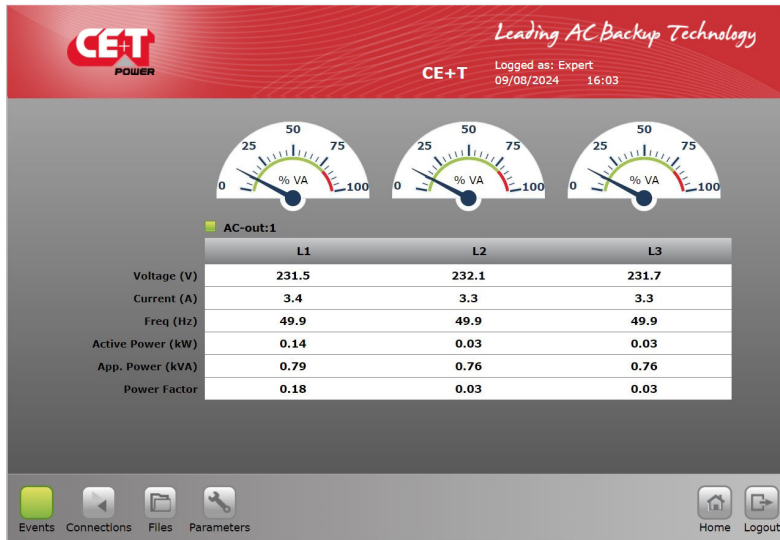 Leading AC Backup Technology
CE+T
POWER
CE+T
Logged as: Expert
09/08/2024 16:03
0 25 50 75 100
% VA
0 25 50 75 100
% VA
0 25 50 75 100
% VA
AC-out:1
L1 L2 L3
Voltage (V) 231.5 232.1 231.7
Current (A) 3.4 3.3 3.3
Freq (Hz) 49.9 49.9 49.9
Active Power (kW) 0.14 0.03 0.03
App. Power (kVA) 0.79 0.76 0.76
Power Factor 0.18 0.03 0.03
Events Connections Files Parameters Home Logout